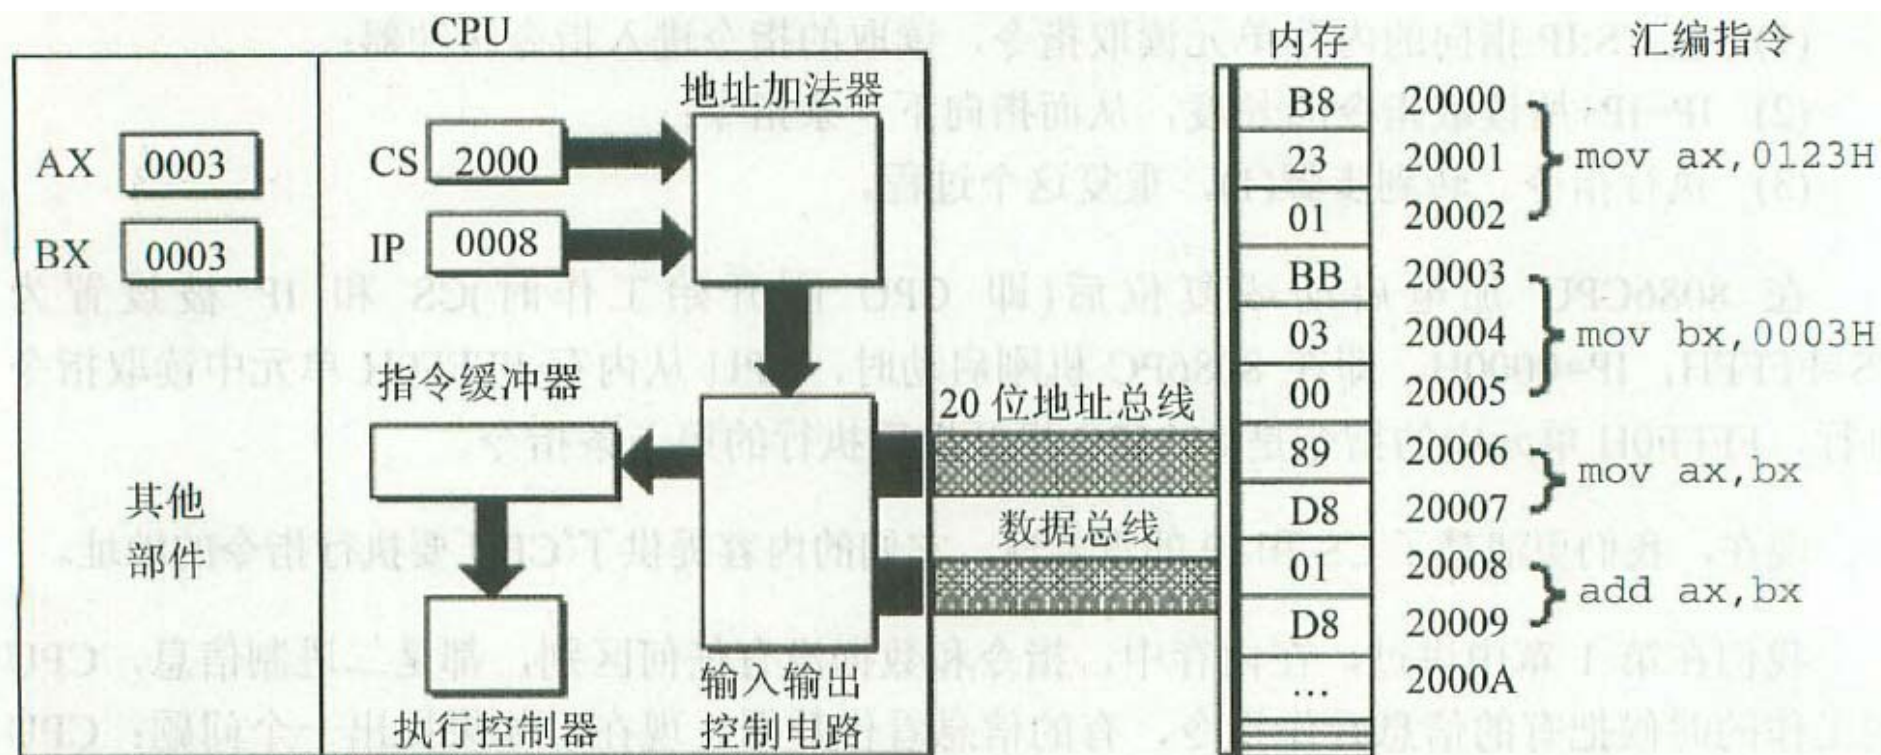 CPU
内存
汇编指令
地址加法器
AX
0003
BX
0003
CS
2000
IP
0008
其他
部件
指令缓冲器
执行控制器
输入输出
控制电路
20 位地址总线
数据总线
B8 20000
23 20001
01 20002
mov ax,0123H
BB 20003
03 20004
00 20005
mov bx,0003H
89 20006
D8 20007
mov ax,bx
01 20008
D8 20009
add ax,bx
… 2000A